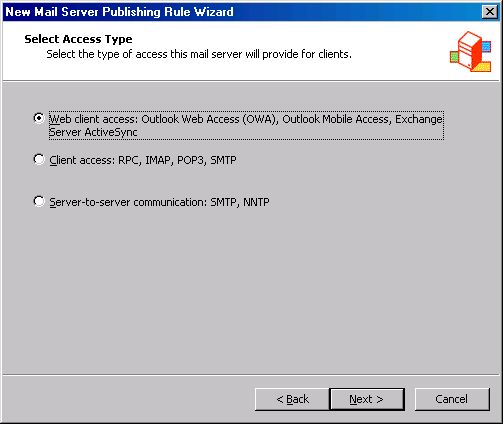 New Mail Server Publishing Rule Wizard
Select Access Type
Select the type of access this mail server will provide for clients.
Web client access: Outlook Web Access (OWA), Outlook Mobile Access, Exchange
Server ActiveSync
Client access: RPC, IMAP, POP3, SMTP
Server-to-server communication: SMTP, NNTP
< Back
Next >
Cancel